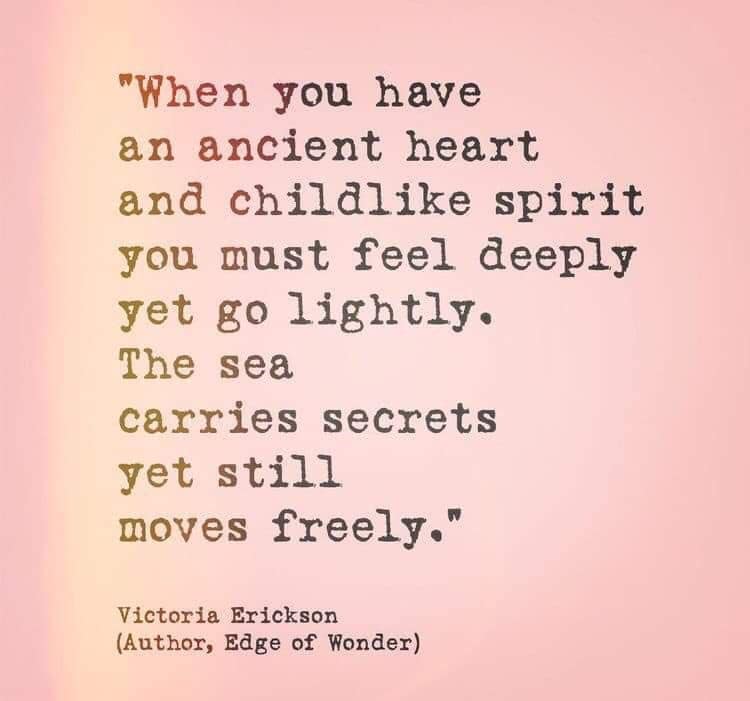 "When you have
an ancient heart
and childlike spirit
you must feel deeply
yet go lightly.
The sea
carries secrets
yet still
moves freely."
Victoria Erickson
(Author, Edge of Wonder)